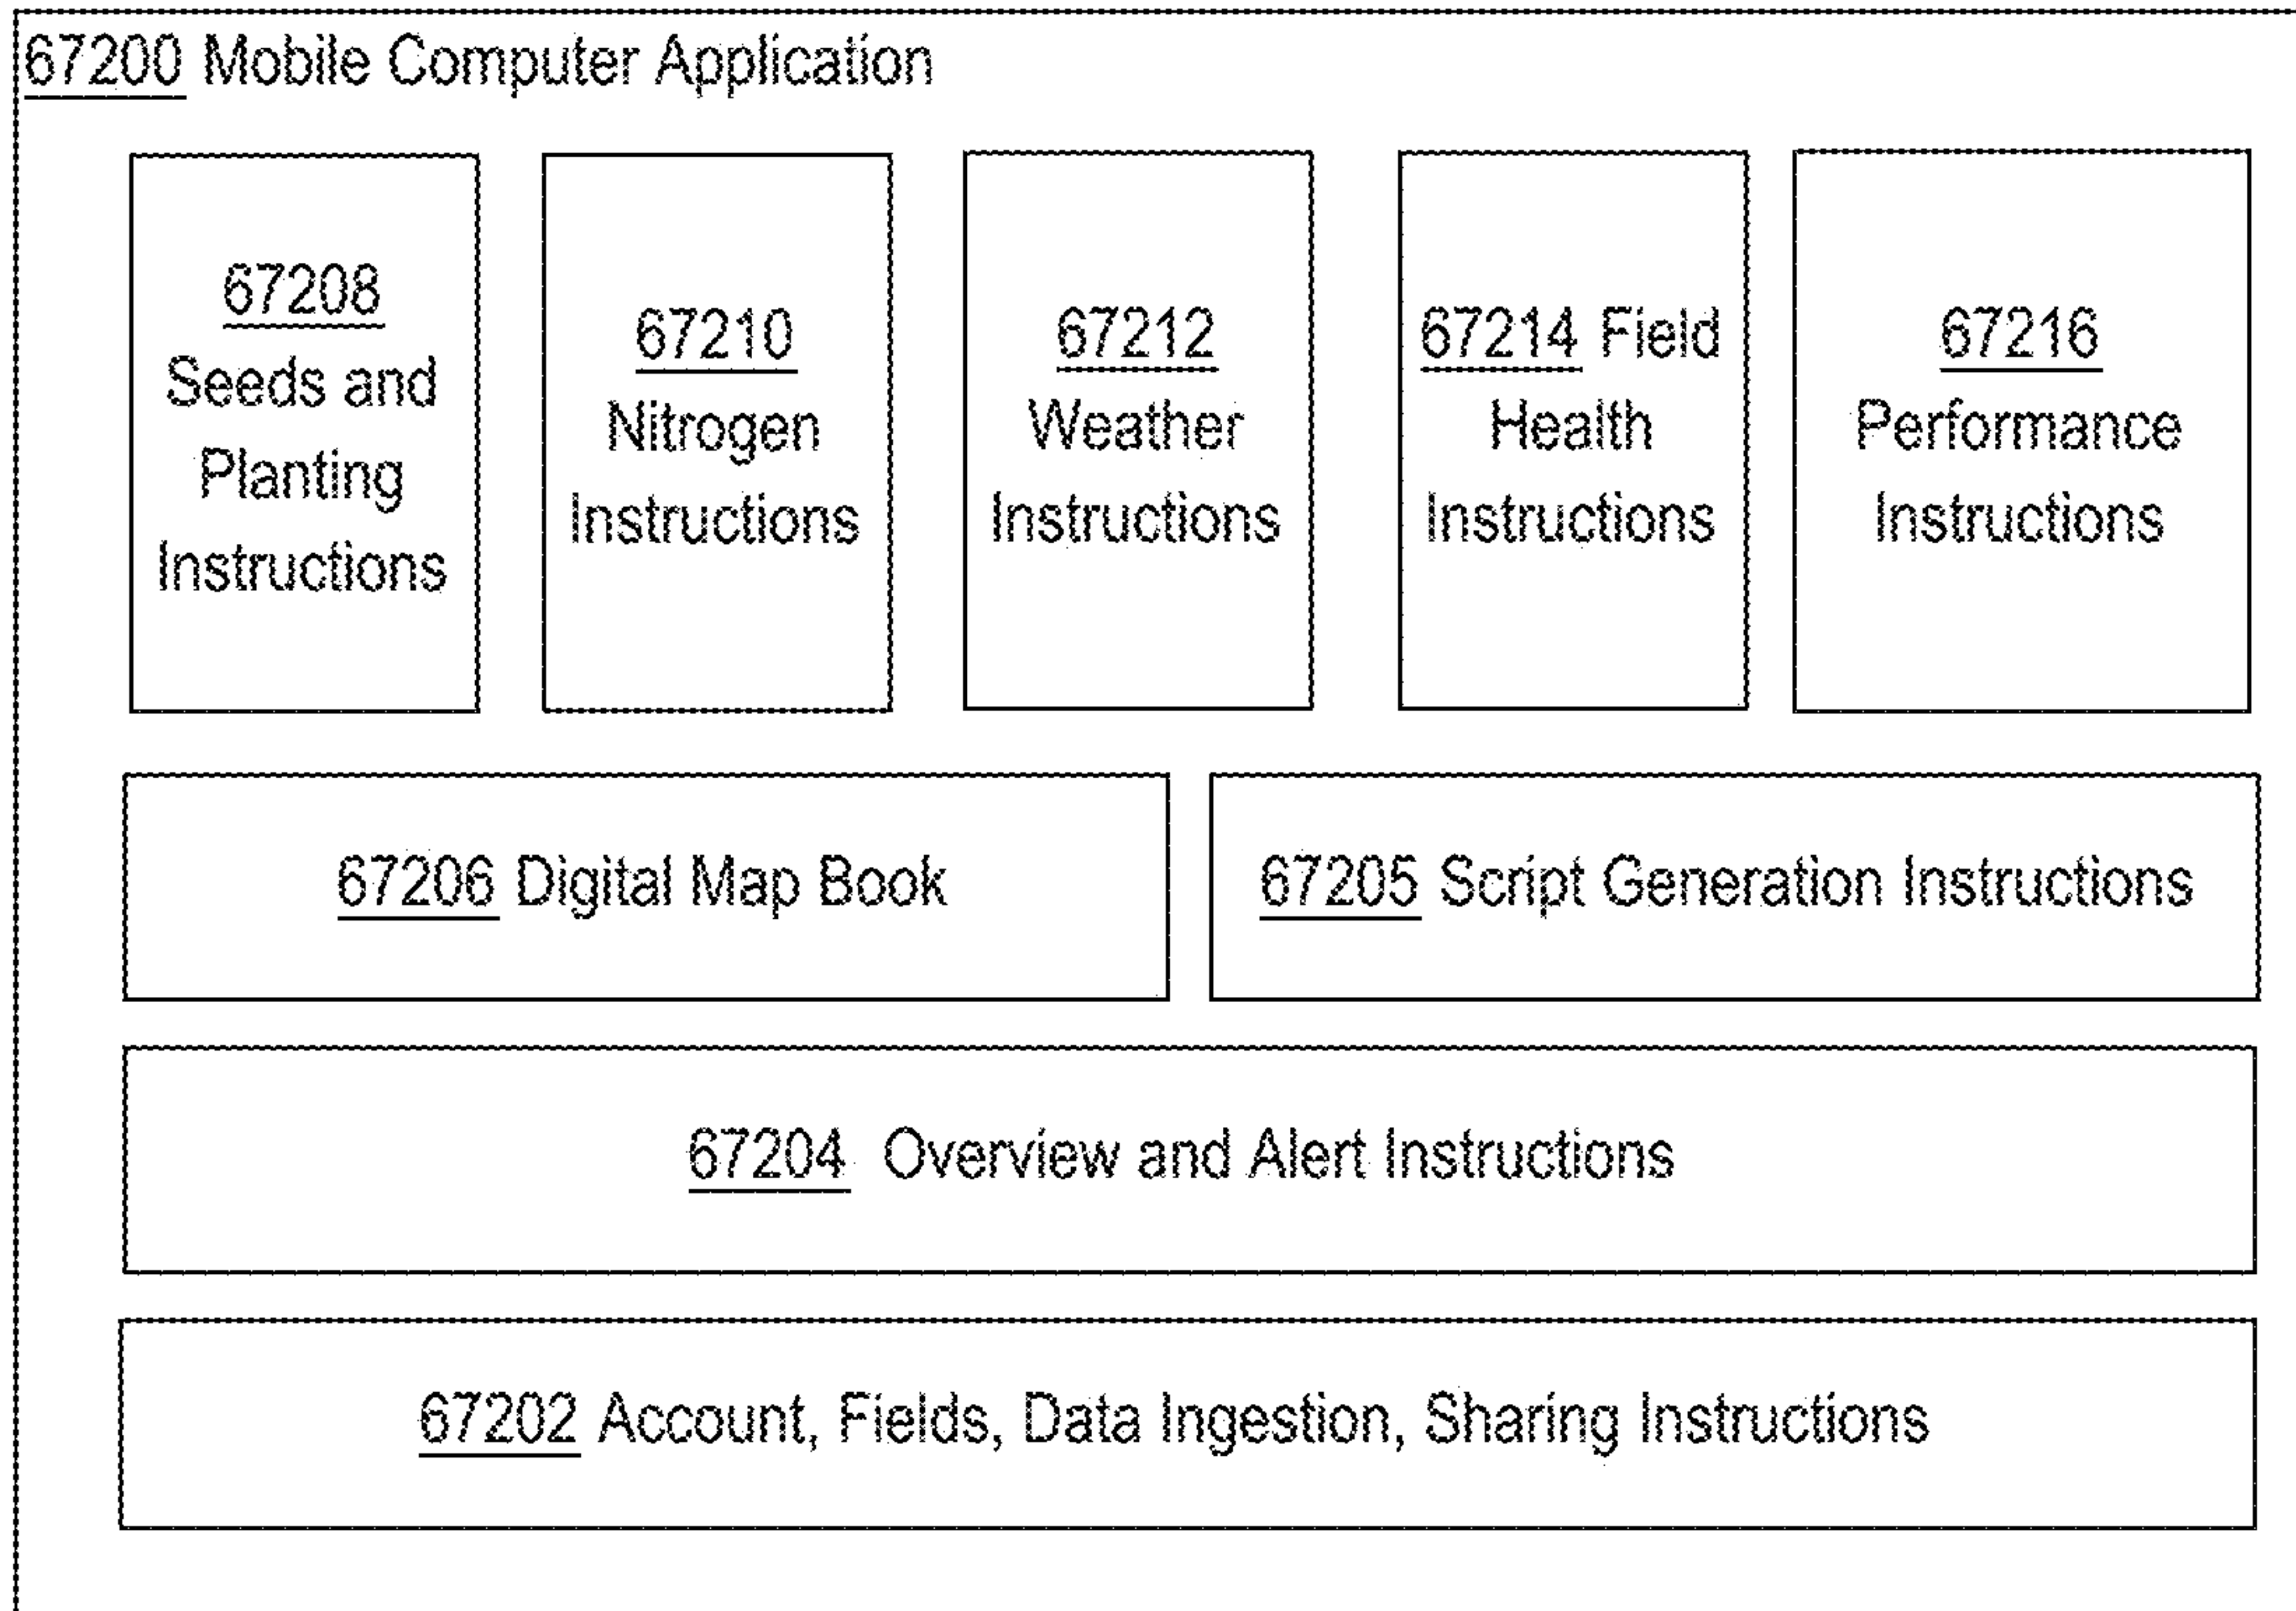 67200 Mobile Computer Application
67208
Seeds and
Planting
Instructions
67210
Nitrogen
Instructions
67212
Weather
Instructions
67214 Field
Health
Instructions
67216
Performance
Instructions
67206 Digital Map Book
67205 Script Generation Instructions
67204 Overview and Alert Instructions
67202 Account, Fields, Data Ingestion, Sharing Instructions